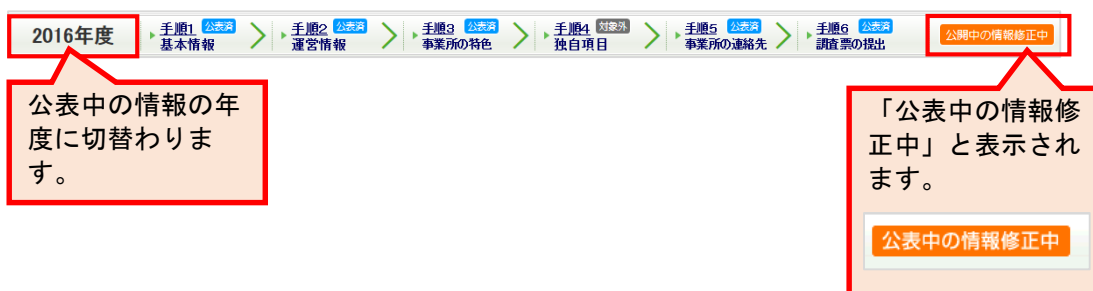 2016年度
手順1 公表済
基本情報
手順2 公表済
運営情報
手順3 公表済
事業所の特色
手順4 対象外
独自項目
手順5 公表済
事業所の連絡先
手順6 公表済
調査票の提出
公開中の情報修正中
公表中の情報の年
度に切替わりま
す。
「公表中の情報修
正中」と表示され
ます。
公表中の情報修正中